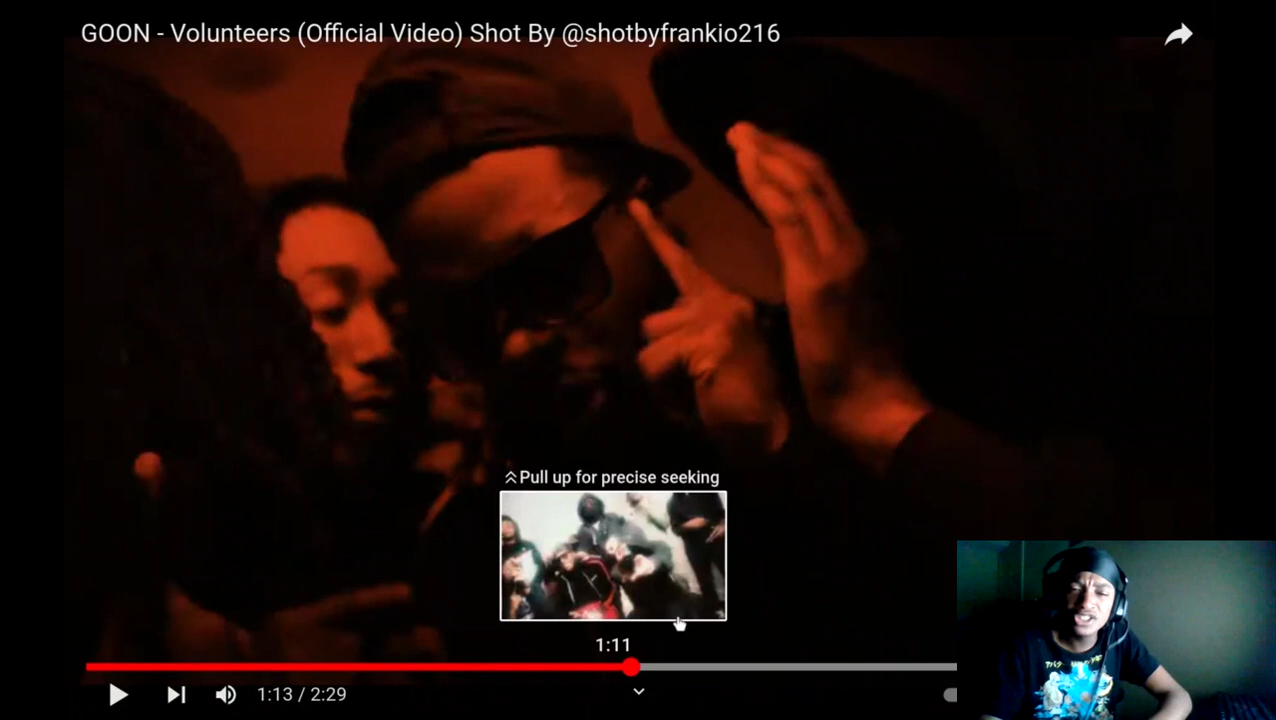 GOON - Volunteers (Official Video) Shot By @shotbyfrankio216
Pull up for precise seeking
1:11
1:13 / 2:29